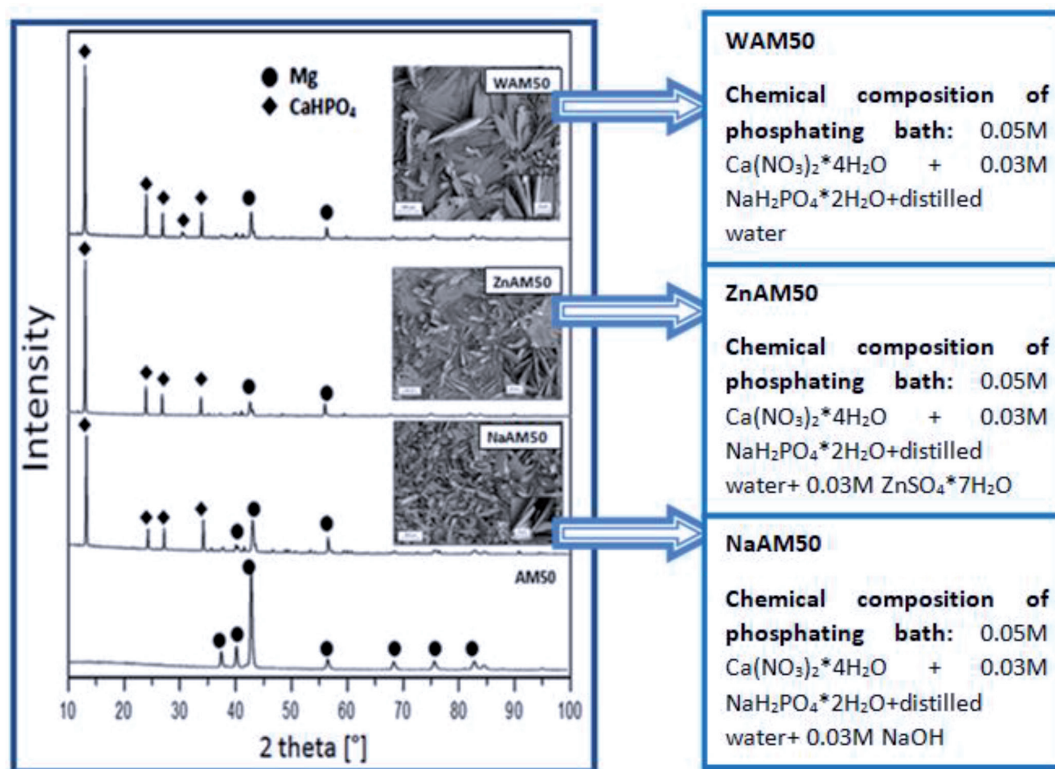 Mg
CaHPO₄
WAM50
ZnAM50
NaAM50
AM50
Intensity
10 20 30 40 50 60 70 80 90 100
2 theta [°]
WAM50
Chemical composition of
phosphating bath: 0.05M
Ca(NO₃)₂*4H₂O + 0.03M
NaH₂PO₄*2H₂O+distilled
water
ZnAM50
Chemical composition of
phosphating bath: 0.05M
Ca(NO₃)₂*4H₂O + 0.03M
NaH₂PO₄*2H₂O+distilled
water+ 0.03M ZnSO₄*7H₂O
NaAM50
Chemical composition of
phosphating bath: 0.05M
Ca(NO₃)₂*4H₂O + 0.03M
NaH₂PO₄*2H₂O+distilled
water+ 0.03M NaOH